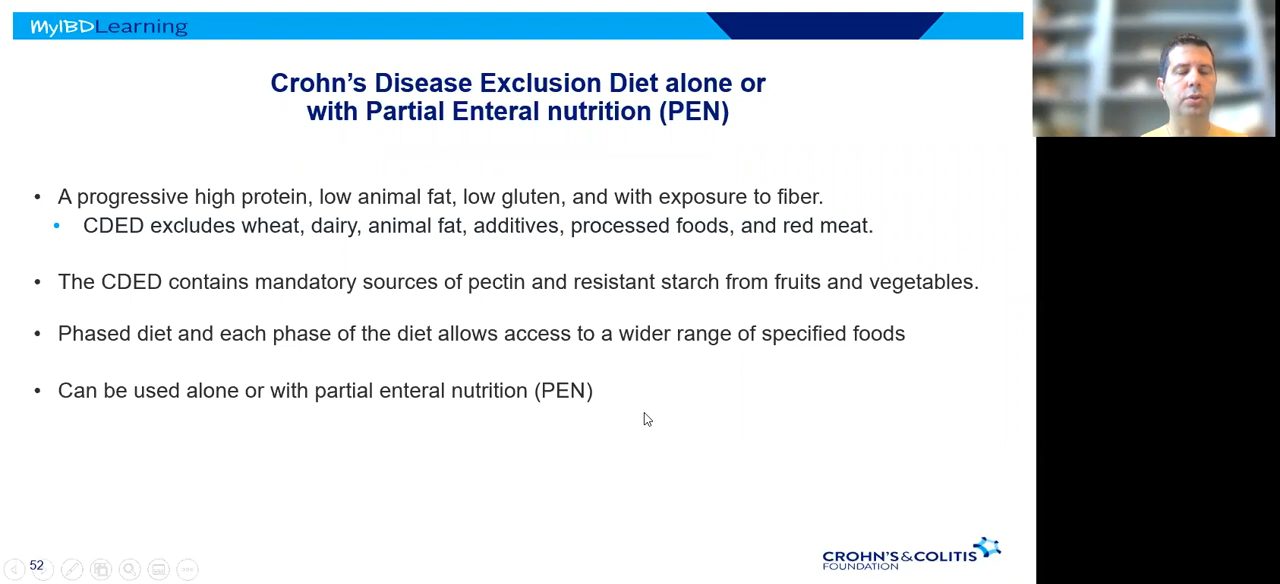 MyIBDLearning
Crohn’s Disease Exclusion Diet alone or
with Partial Enteral nutrition (PEN)
• A progressive high protein, low animal fat, low gluten, and with exposure to fiber.
• CDED excludes wheat, dairy, animal fat, additives, processed foods, and red meat.
• The CDED contains mandatory sources of pectin and resistant starch from fruits and vegetables.
• Phased diet and each phase of the diet allows access to a wider range of specified foods
• Can be used alone or with partial enteral nutrition (PEN)
52
CROHN'S & COLITIS
FOUNDATION